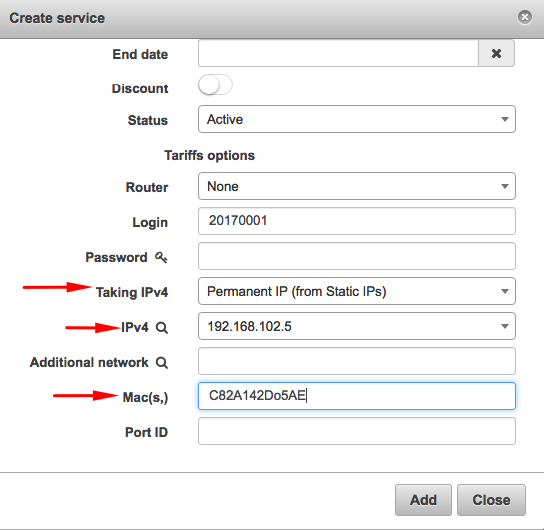 Create service
End date
Discount
Status Active
Tariffs options
Router None
Login 20170001
Password
Taking IPv4 Permanent IP (from Static IPs)
IPv4 192.168.102.5
Additional network
Mac(s,) C82A142Do5AE
Port ID
Add Close